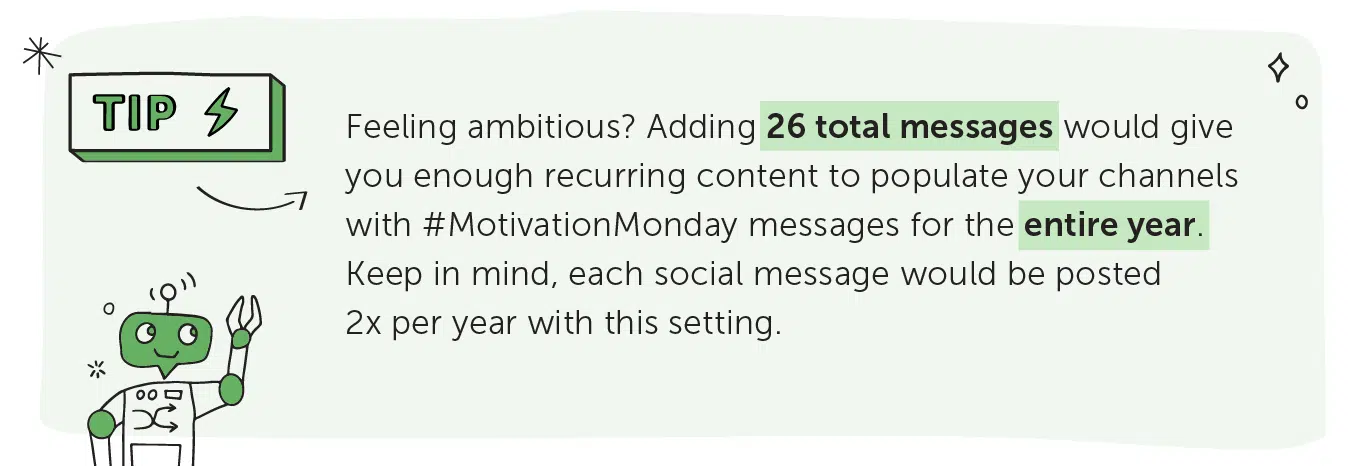 TIP
Feeling ambitious? Adding 26 total messages would give
you enough recurring content to populate your channels
with #MotivationMonday messages for the entire year.
Keep in mind, each social message would be posted
2x per year with this setting.